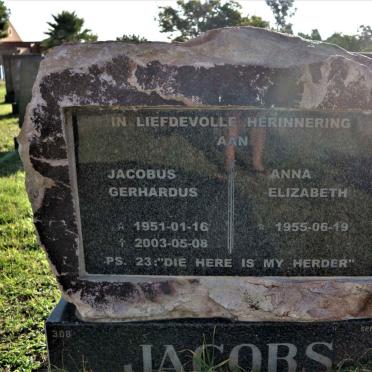 IN LIEFDEVOLLE HERINNERING
AAN
JACOBUS
GERHARDUS
☆ 1951-01-16
† 2003-05-08
ANNA
ELIZABETH
☆ 1955-06-19
PS. 23:"DIE HERE IS MY HERDER"
308
JACOBS